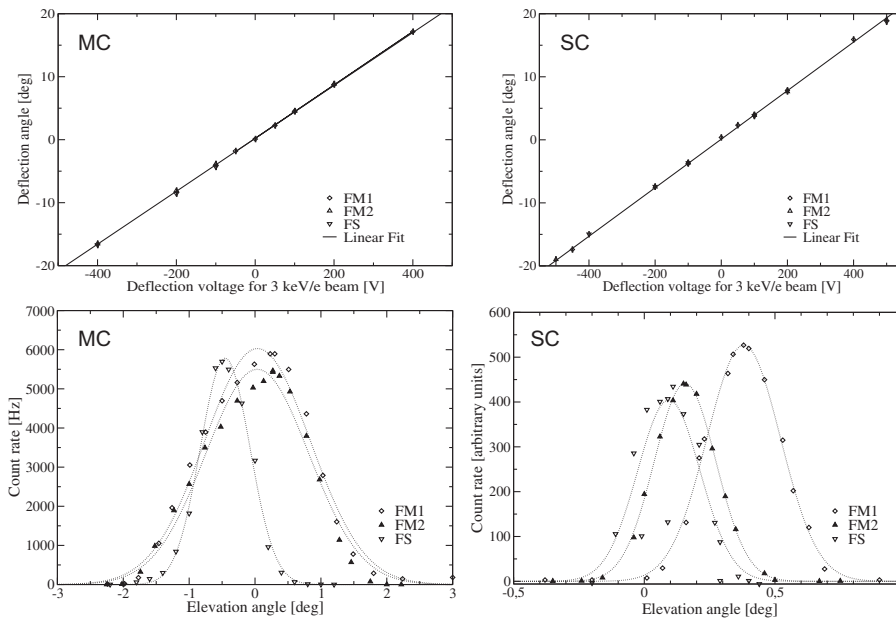 MC
Deflection angle [deg]
20
10
0
-10
-20
-400
-200
0
200
400
Deflection voltage for 3 keV/e beam [V]
FM1
FM2
FS
Linear Fit
SC
Deflection angle [deg]
20
10
0
-10
-20
-400
-200
0
200
400
Deflection voltage for 3 keV/e beam [V]
FM1
FM2
FS
Linear Fit
MC
Count rate [Hz]
7000
6000
5000
4000
3000
2000
1000
0
-3
-2
-1
0
1
2
3
Elevation angle [deg]
FM1
FM2
FS
SC
Count rate [arbitrary units]
600
500
400
300
200
100
0
-0,5
0
0,5
Elevation angle [deg]
FM1
FM2
FS